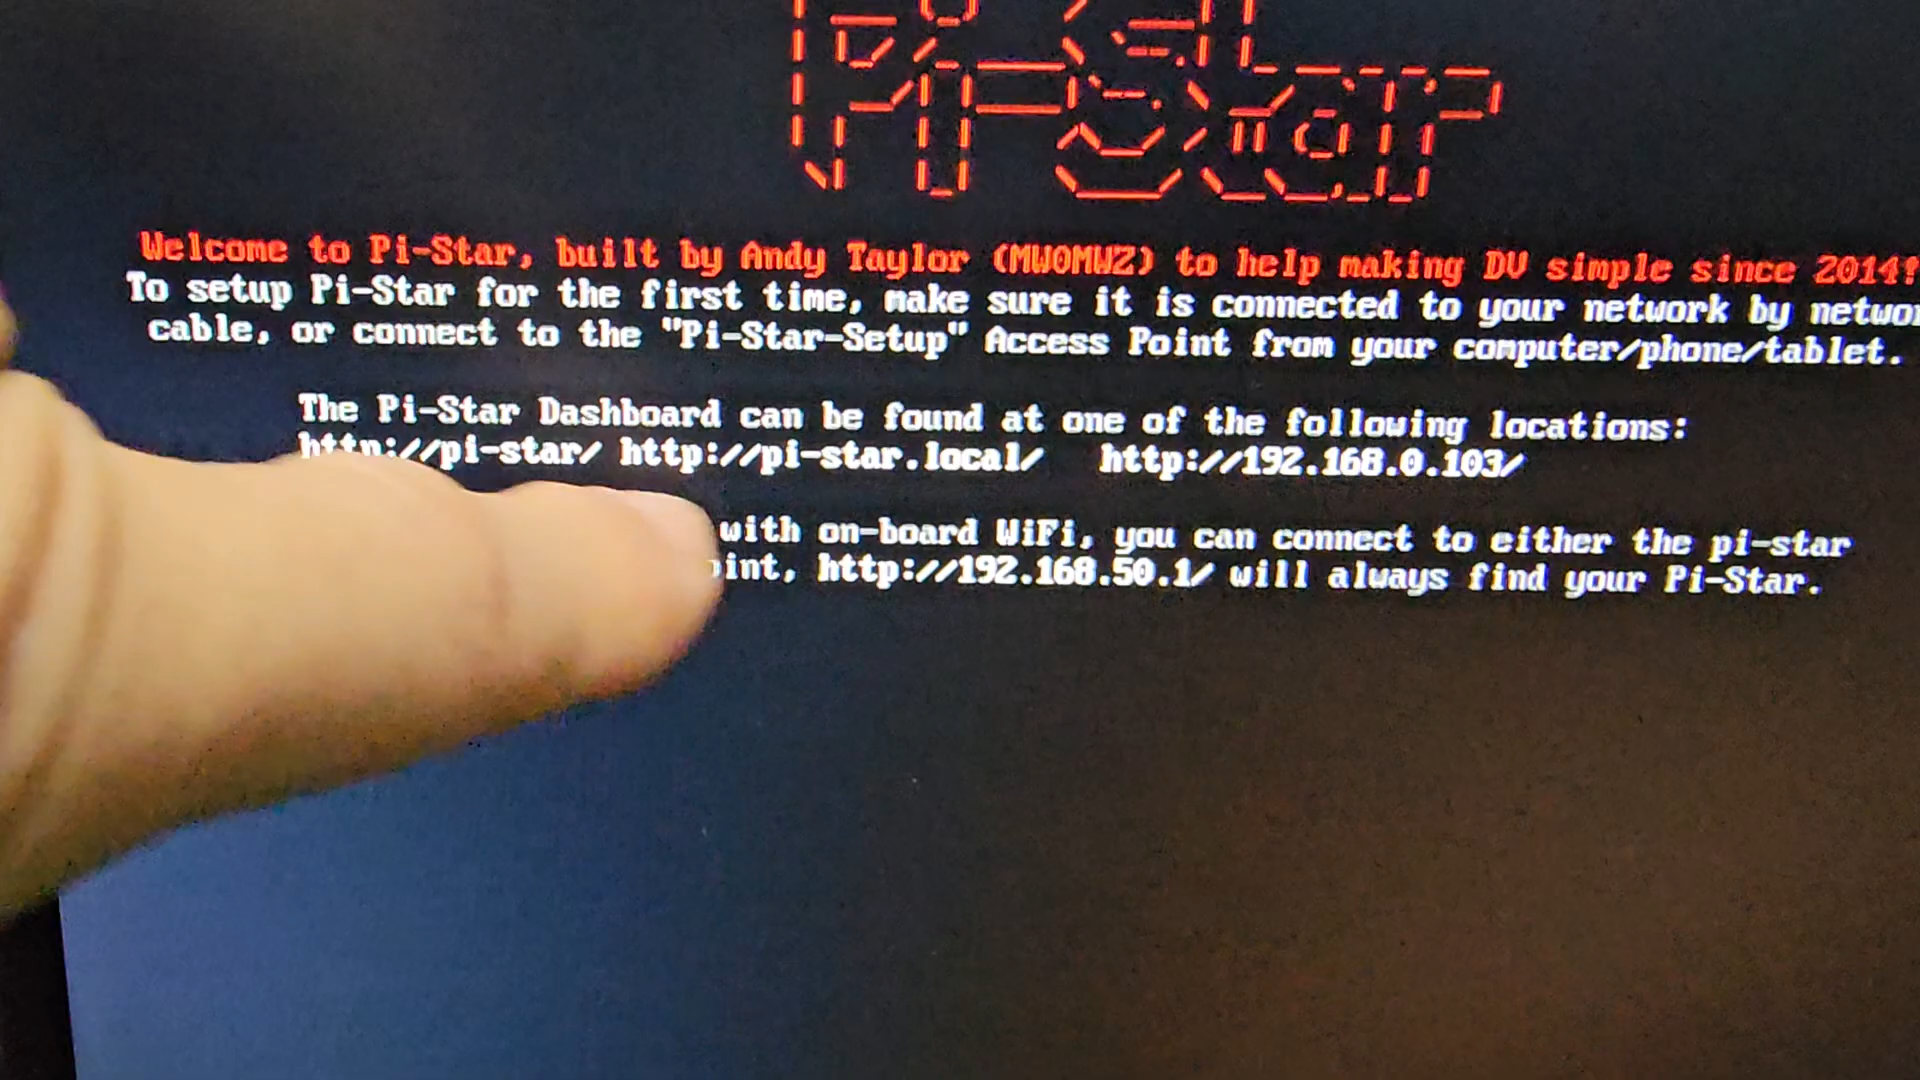 Pi-Star
Welcome to Pi-Star, built by Andy Taylor (MW0MWZ) to help making DV simple since 2014!
To setup Pi-Star for the first time, make sure it is connected to your network by
cable, or connect to the "Pi-Star-Setup" Access Point from your computer/phone/tablet.
The Pi-Star Dashboard can be found at one of the following locations:
http://pi-star/ http://pi-star.local/ http://192.168.0.103/
with on-board WiFi, you can connect to either the pi-star
http://192.168.50.1/ will always find your Pi-Star.